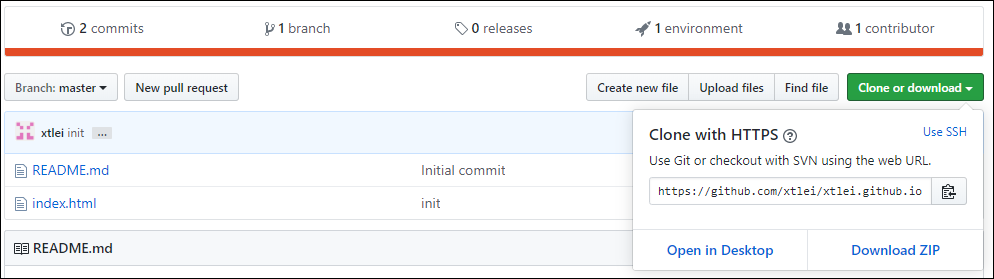 2 commits 1 branch 0 releases 1 environment 1 contributor
Branch: master New pull request Create new file Upload files Find file Clone or download
xtlei init ...
Clone with HTTPS ? Use SSH
Use Git or checkout with SVN using the web URL.
README.md Initial commit
https://github.com/xtlei/xtlei.github.io
index.html init
README.md
Open in Desktop Download ZIP